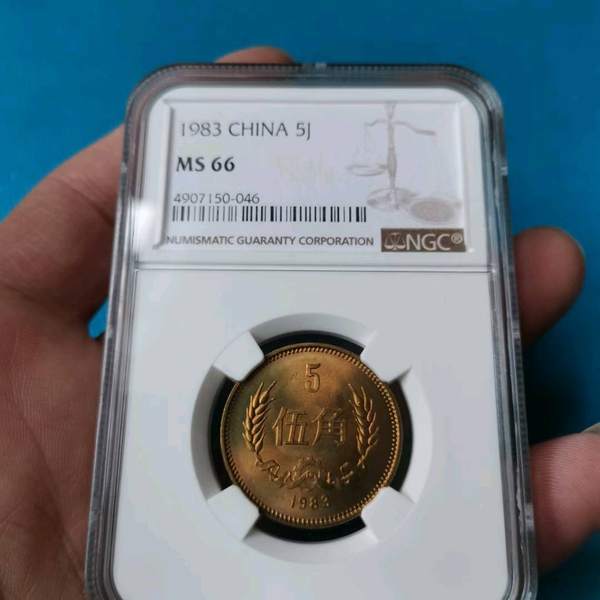 1983 CHINA 5J
MS 66
4907150-046
NUMISMATIC GUARANTY CORPORATION
NGC®
5
伍角
1983